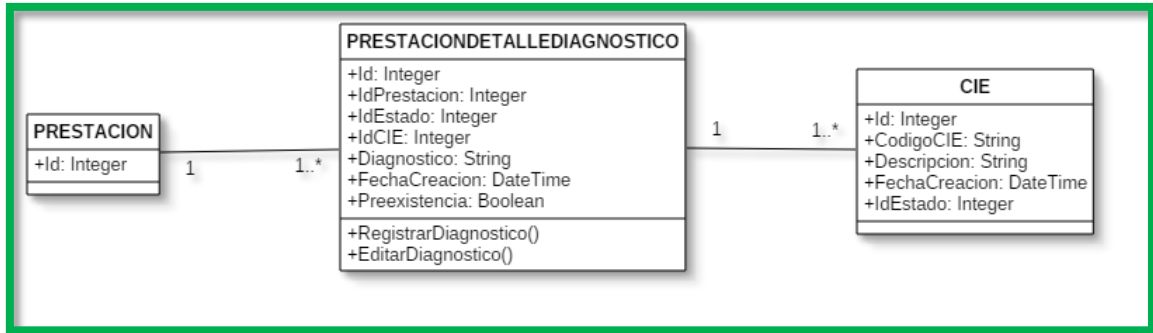 PRESTACION
+Id: Integer
1
1..*
PRESTACIONDETALLEDIAGNOSTICO
+Id: Integer
+IdPrestacion: Integer
+IdEstado: Integer
+IdCIE: Integer
+Diagnostico: String
+FechaCreacion: DateTime
+Preexistencia: Boolean
+RegistrarDiagnostico()
+EditarDiagnostico()
1
1..*
CIE
+Id: Integer
+CodigoCIE: String
+Descripcion: String
+FechaCreacion: DateTime
+IdEstado: Integer